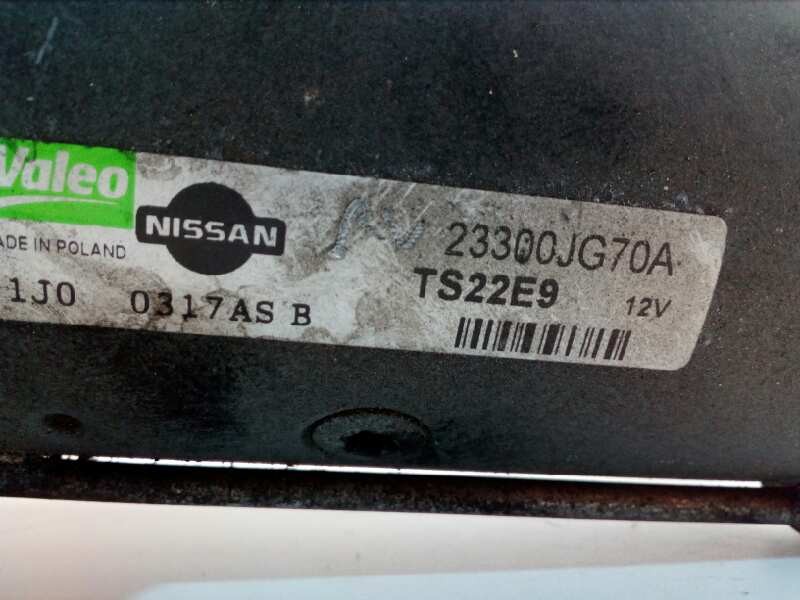 Valeo
NISSAN
23300JG70A
ADE IN POLAND
TS22E9
12V
1J0 0317AS B